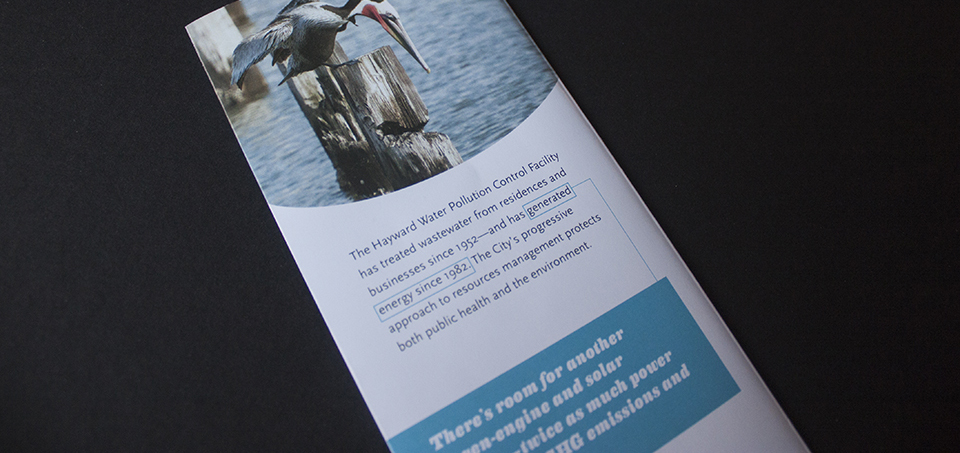 The Hayward Water Pollution Control Facility
has treated wastewater from residences and
businesses since 1952—and has generated
energy since 1982. The City's progressive
approach to resources management protects
both public health and the environment.
There's room for another
and solar
twice as much power
emissions and